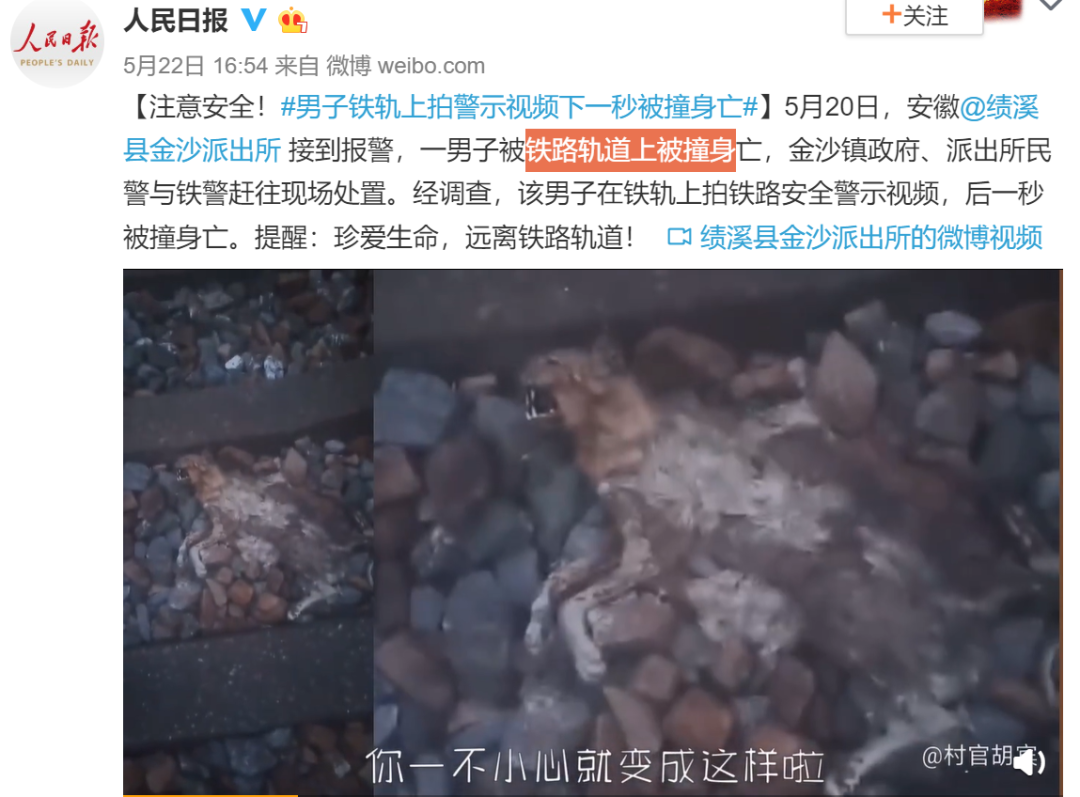 人民日报
人民日报
PEOPLE'S DAILY
+关注
5月22日 16:54 来自 微博 weibo.com
【注意安全！#男子铁轨上拍警示视频下一秒被撞身亡#】5月20日，安徽@绩溪
县金沙派出所 接到报警，一男子被铁路轨道上被撞身亡，金沙镇政府、派出所民
警与铁警赶往现场处置。经调查，该男子在铁轨上拍铁路安全警示视频，后一秒
被撞身亡。提醒：珍爱生命，远离铁路轨道！ 绩溪县金沙派出所的微博视频
你一不小心就变成这样啦
@村官胡